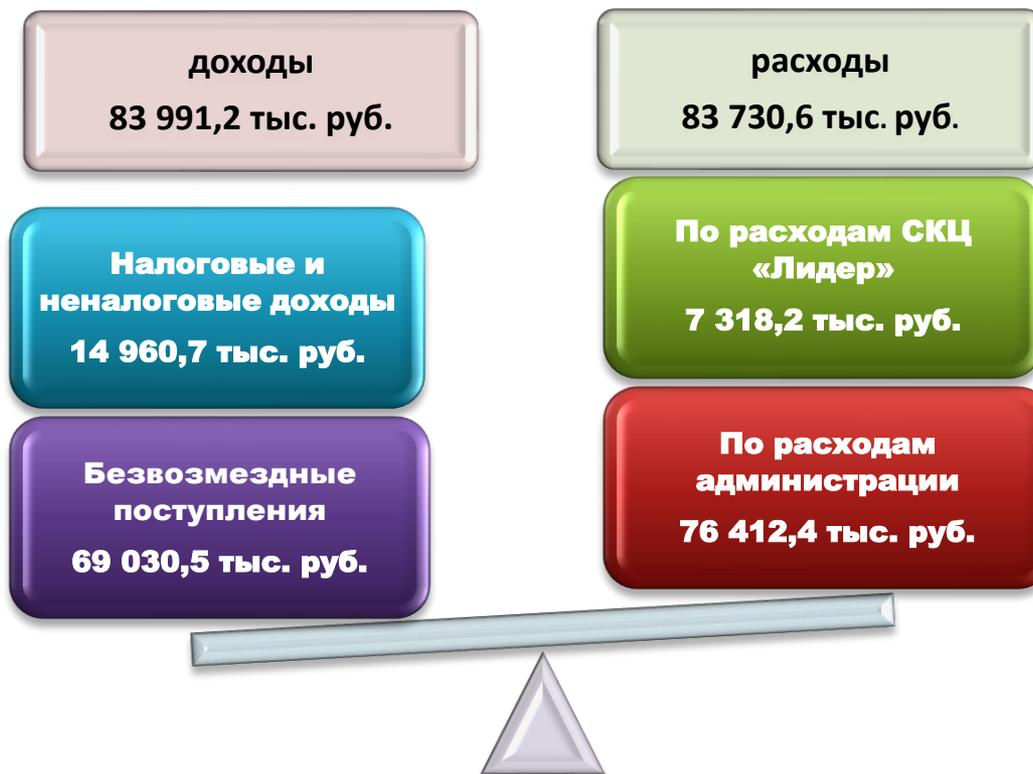 доходы
83 991,2 тыс. руб.
Налоговые и
неналоговые доходы
14 960,7 тыс. руб.
Безвозмездные
поступления
69 030,5 тыс. руб.
расходы
83 730,6 тыс. руб.
По расходам СКЦ
«Лидер»
7 318,2 тыс. руб.
По расходам
администрации
76 412,4 тыс. руб.